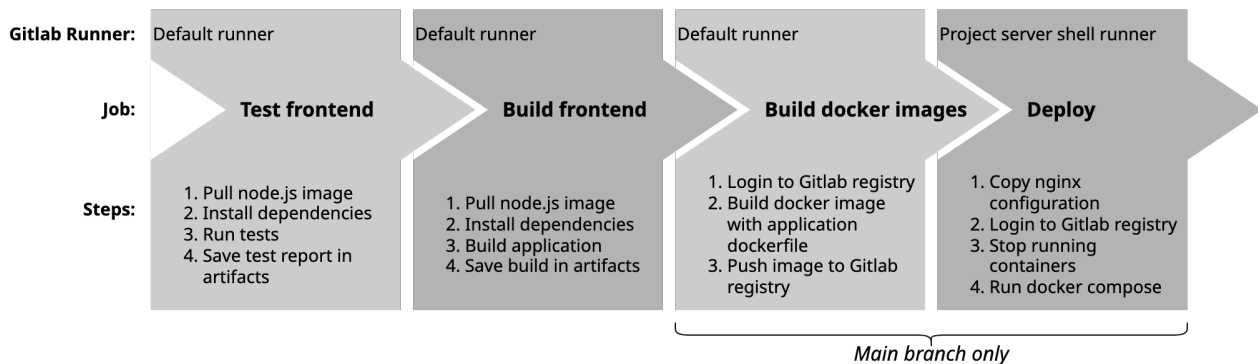 Gitlab Runner:
Default runner
Default runner
Default runner
Project server shell runner
Job:
Test frontend
Build frontend
Build docker images
Deploy
Steps:
1. Pull node.js image
2. Install dependencies
3. Run tests
4. Save test report in
artifacts
1. Pull node.js image
2. Install dependencies
3. Build application
4. Save build in artifacts
1. Login to Gitlab registry
2. Build docker image
with application
dockerfile
3. Push image to Gitlab
registry
1. Copy nginx
configuration
2. Login to Gitlab registry
3. Stop running
containers
4. Run docker compose
Main branch only